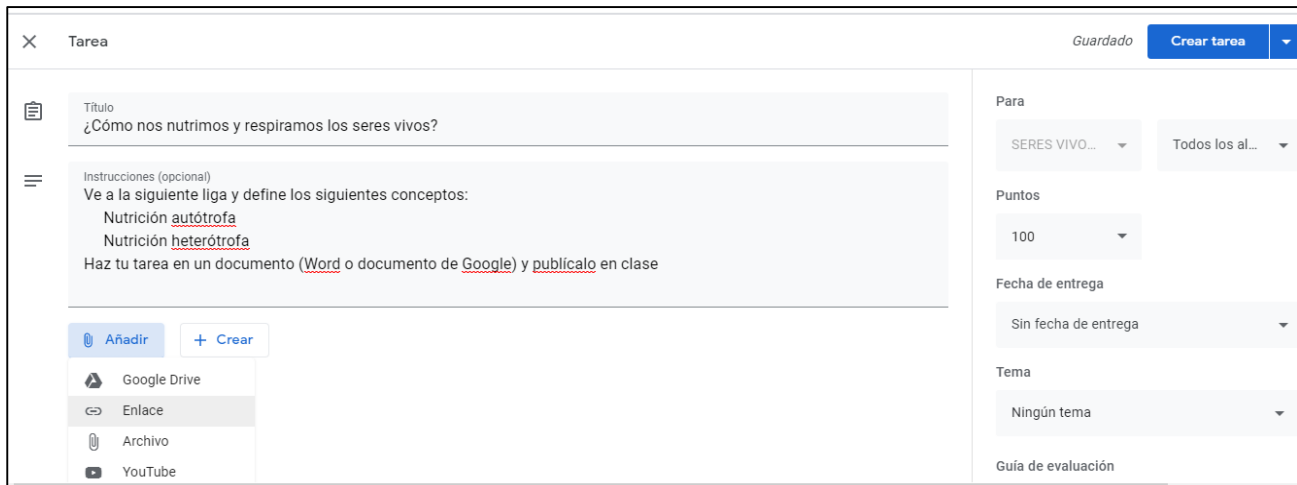 Tarea
Guardado
Crear tarea
Título
¿Cómo nos nutrimos y respiramos los seres vivos?
Instrucciones (opcional)
Ve a la siguiente liga y define los siguientes conceptos:
Nutrición autótrofa
Nutrición heterótrofa
Haz tu tarea en un documento (Word o documento de Google) y publícalo en clase
Añadir
+ Crear
Google Drive
Enlace
Archivo
YouTube
Para
SERES VIVO...
Todos los al...
Puntos
100
Fecha de entrega
Sin fecha de entrega
Tema
Ningún tema
Guía de evaluación